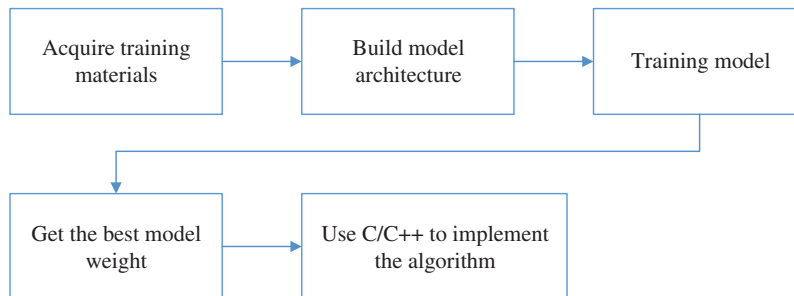 Acquire training
materials
Build model
architecture
Training model
Get the best model
weight
Use C/C++ to implement
the algorithm